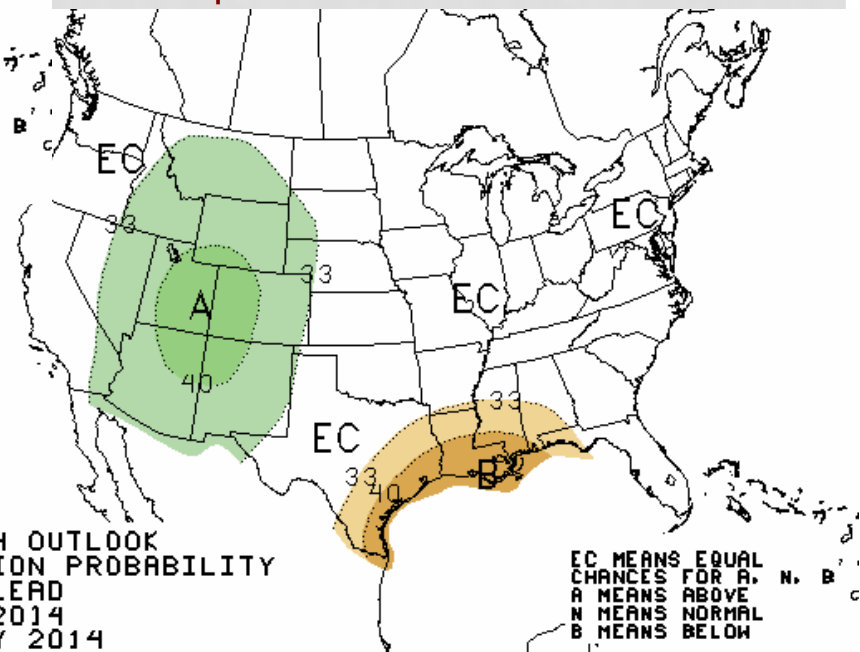 B
EC
EC
33
33
EC
A
40
33
EC
B
33
40
H OUTLOOK
ION PROBABILITY
LEAD
2014
Y 2014
EC MEANS EQUAL
CHANCES FOR A, N, B
A MEANS ABOVE
N MEANS NORMAL
B MEANS BELOW